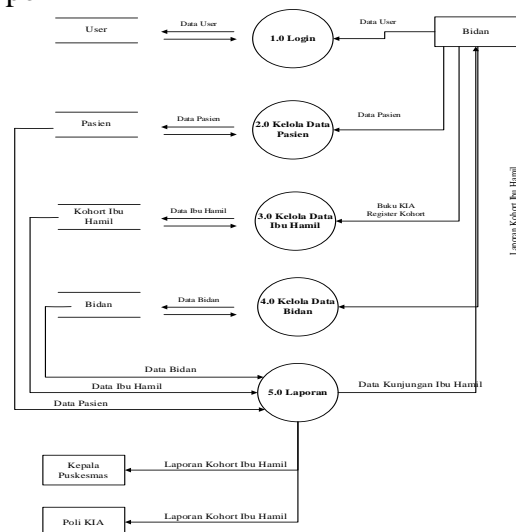 User
Data User
1.0 Login
Data User
Bidan
Pasien
Data Pasien
2.0 Kelola Data
Pasien
Data Pasien
Kohort Ibu
Hamil
Data Ibu Hamil
3.0 Kelola Data
Ibu Hamil
Buku KIA
Register Kohort
Laporan Kohort Ibu Hamil
Bidan
Data Bidan
4.0 Kelola Data
Bidan
Data Bidan
Data Ibu Hamil
Data Pasien
5.0 Laporan
Data Kunjungan Ibu Hamil
Kepala
Puskesmas
Laporan Kohort Ibu Hamil
Poli KIA
Laporan Kohort Ibu Hamil